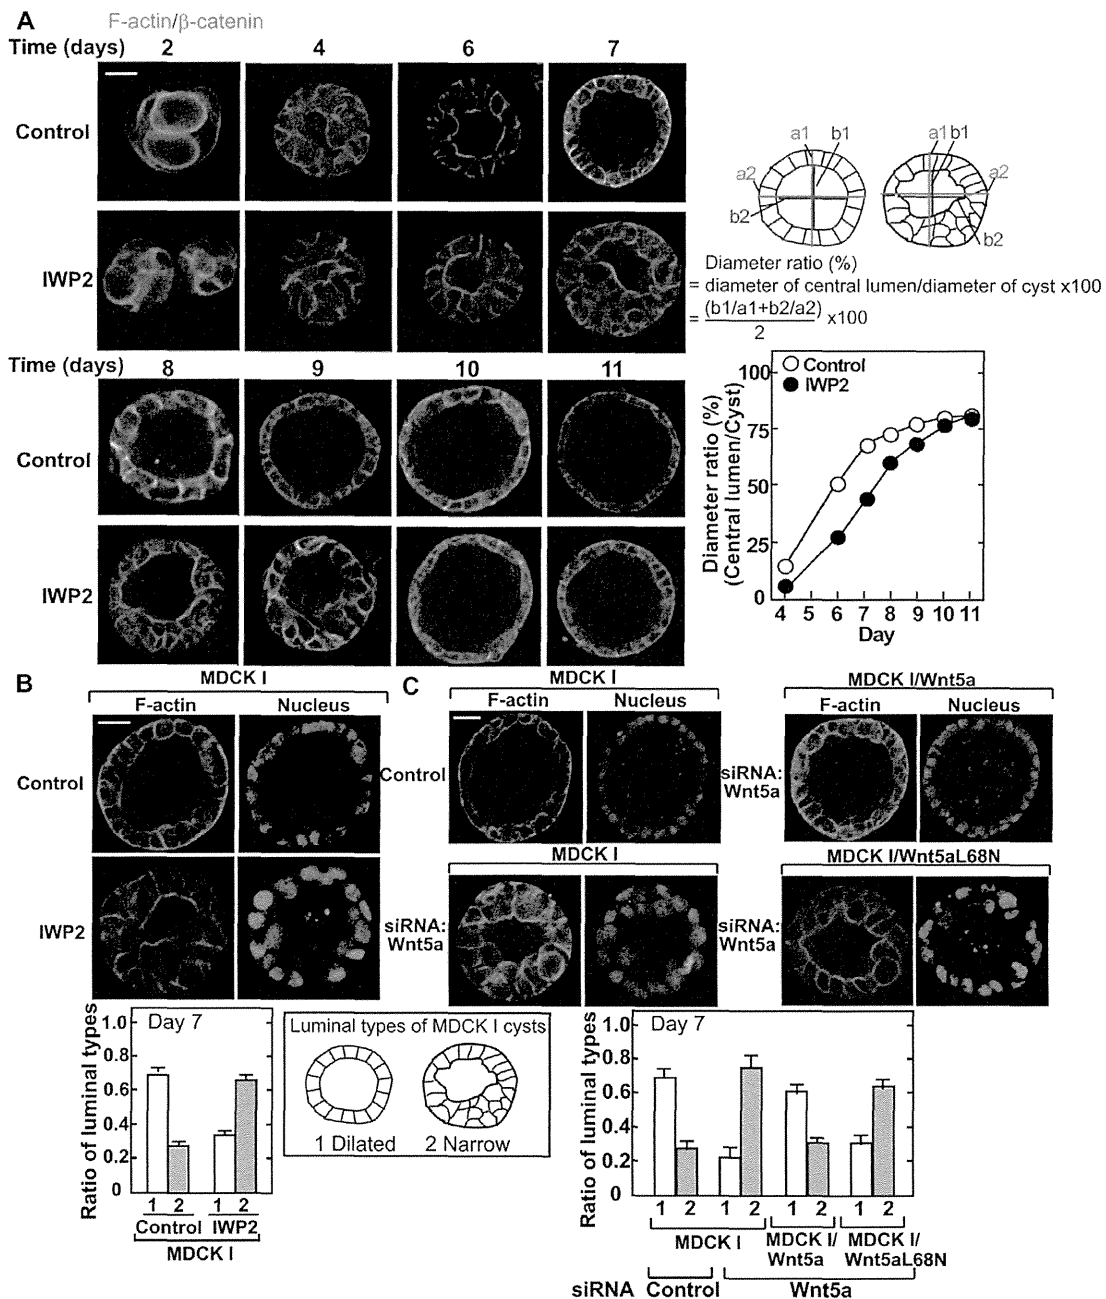 A
F-actin/β-catenin
Time (days) 2 4 6 7
Control
IWP2
a1 b1 a1 b1
a2 a2
b2 b2
Diameter ratio (%)
= diameter of central lumen/diameter of cyst x100
= (b1/a1+b2/a2) x100
2
Time (days) 8 9 10 11
Control
IWP2
Diameter ratio (%)
(Central lumen/Cyst)
Control
IWP2
100
75
50
25
0
4 5 6 7 8 9 10 11
Day
B
MDCK I
F-actin Nucleus
Control
IWP2
Ratio of luminal types
Day 7
1.0
0.8
0.6
0.4
0.2
0
1 2 1 2
Control IWP2
MDCK I
Luminal types of MDCK I cysts
1 Dilated 2 Narrow
C
MDCK I
F-actin Nucleus
Control
MDCK I/Wnt5a
F-actin Nucleus
siRNA:
Wnt5a
MDCK I
siRNA:
Wnt5a
MDCK I/Wnt5aL68N
siRNA:
Wnt5a
Ratio of luminal types
Day 7
1.0
0.8
0.6
0.4
0.2
0
1 2 1 2 1 2 1 2
MDCK I MDCK I/ MDCK I/
Wnt5a Wnt5aL68N
siRNA Control Wnt5a